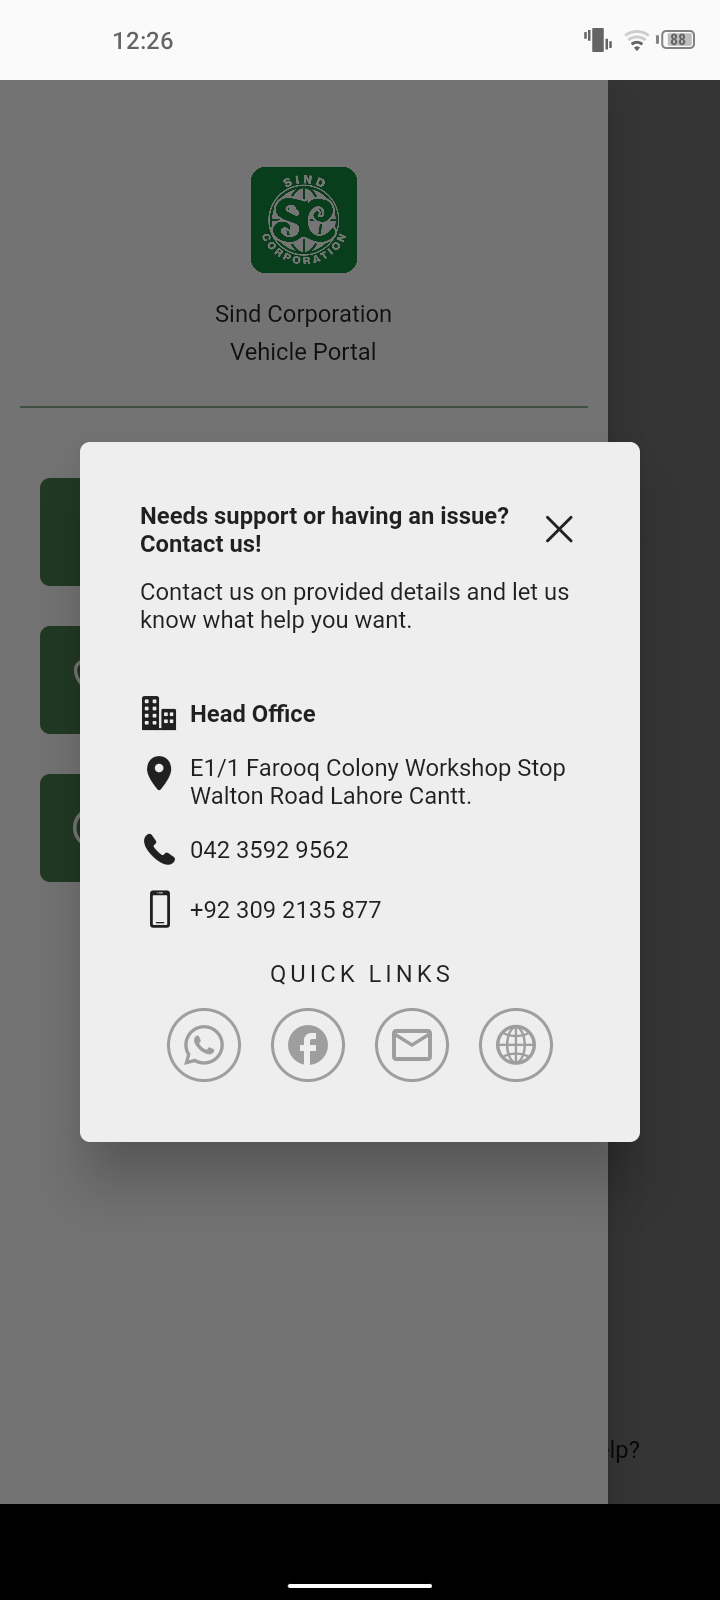 12:26
88
SIND
SC
CORPORATION
Sind Corporation
Vehicle Portal
Needs support or having an issue?
Contact us!
Contact us on provided details and let us
know what help you want.
Head Office
E1/1 Farooq Colony Workshop Stop
Walton Road Lahore Cantt.
042 3592 9562
+92 309 2135 877
QUICK LINKS
elp?